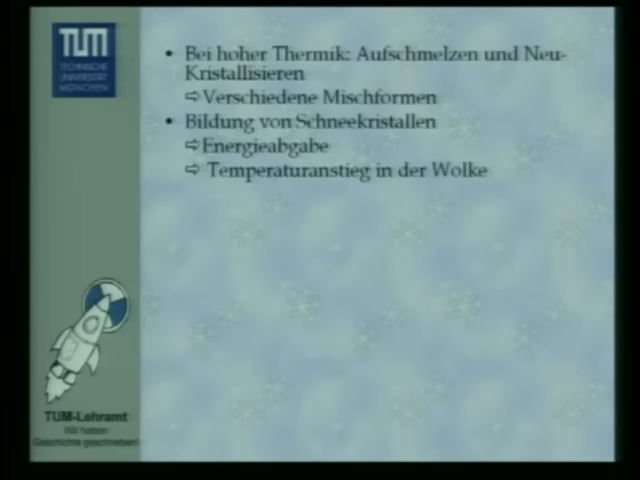 TUM
TECHNISCHE
UNIVERSITÄT
MÜNCHEN
• Bei hoher Thermik: Aufschmelzen und Neu-
Kristallisieren
⇨Verschiedene Mischformen
• Bildung von Schneekristallen
⇨Energieabgabe
⇨ Temperaturanstieg in der Wolke
TUM-Lehramt
Wir haben
Geschichte geschrieben!